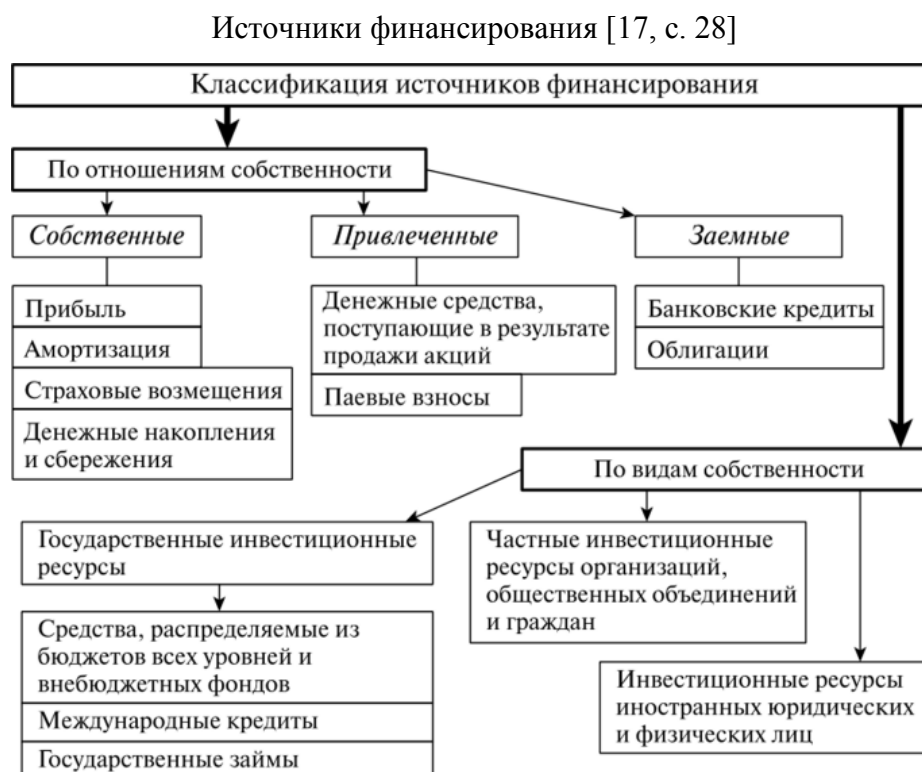 Источники финансирования [17, с. 28]
Классификация источников финансирования
По отношениям собственности
Собственные
Привлеченные
Заемные
Прибыль
Амортизация
Страховые возмещения
Денежные накопления
и сбережения
Денежные средства,
поступающие в результате
продажи акций
Паевые взносы
Банковские кредиты
Облигации
По видам собственности
Государственные инвестиционные
ресурсы
Средства, распределяемые из
бюджетов всех уровней и
внебюджетных фондов
Международные кредиты
Государственные займы
Частные инвестиционные
ресурсы организаций,
общественных объединений
и граждан
Инвестиционные ресурсы
иностранных юридических
и физических лиц